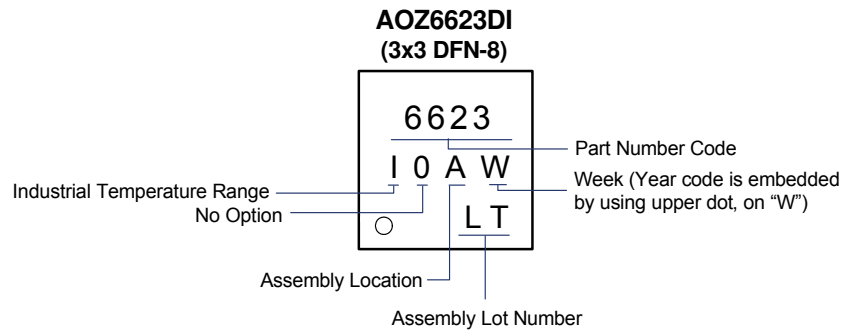 AOZ6623DI
(3x3 DFN-8)
6623
Part Number Code
I 0 A W
Industrial Temperature Range
Week (Year code is embedded
by using upper dot, on “W”)
No Option
L T
Assembly Location
Assembly Lot Number